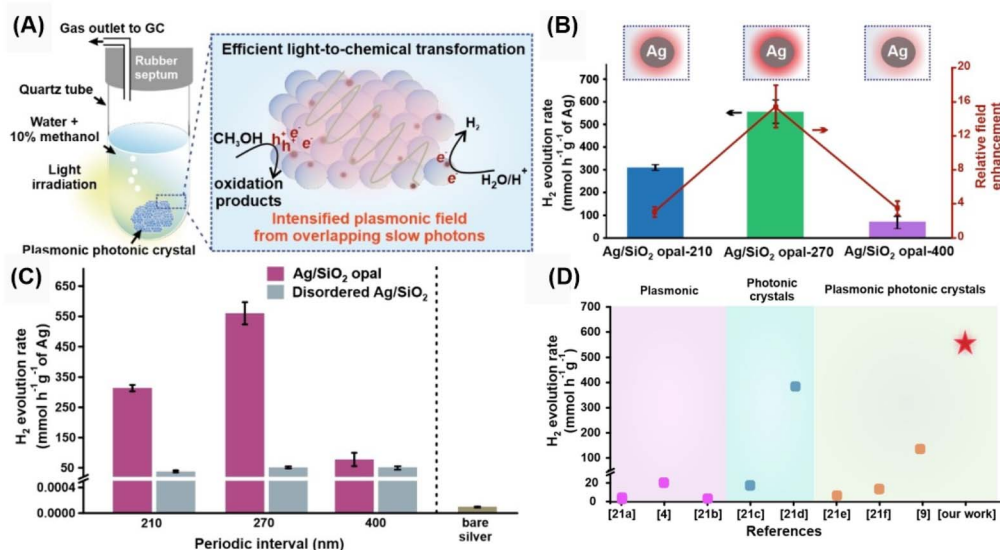 (A)
Gas outlet to GC
Rubber
septum
Quartz tube
Water +
10% methanol
Light
irradiation
Plasmonic photonic crystal
Efficient light-to-chemical transformation
CH₃OH
h⁺
h⁺
e⁻
e⁻
oxidation
products
H₂
e⁻
e⁻
H₂O/H⁺
Intensified plasmonic field
from overlapping slow photons
(B)
Ag
Ag
Ag
H₂ evolution rate
(mmol h⁻¹g⁻¹ of Ag)
700
600
500
400
300
200
100
0
20
16
12
8
4
0
Relative field
enhancement
Ag/SiO₂ opal-210
Ag/SiO₂ opal-270
Ag/SiO₂ opal-400
(C)
Ag/SiO₂ opal
Disordered Ag/SiO₂
H₂ evolution rate
(mmol h⁻¹g⁻¹ of Ag)
650
550
450
350
250
150
50
0.0004
0.0000
210
270
400
bare
silver
Periodic interval (nm)
(D)
Plasmonic
Photonic
crystals
Plasmonic photonic crystals
H₂ evolution rate
(mmol h⁻¹g⁻¹)
700
600
500
400
300
200
100
20
0
[21a]
[4]
[21b]
[21c]
[21d]
[21e]
[21f]
[9]
[our work]
References